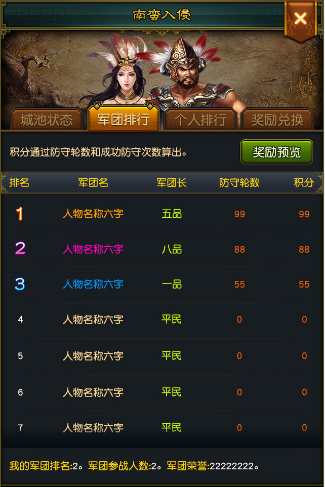 南蛮入侵
城池状态 军团排行 个人排行 奖励兑换
积分通过防守轮数和成功防守次数算出。 奖励预览
排名 军团名 军团长 防守轮数 积分
1 人物名称六字 五品 99 99
2 人物名称六字 八品 88 88
3 人物名称六字 一品 55 55
4 人物名称六字 平民 0 0
5 人物名称六字 平民 0 0
6 人物名称六字 平民 0 0
7 人物名称六字 平民 0 0
我的军团排名:2。军团参战人数:2。军团荣誉:22222222。